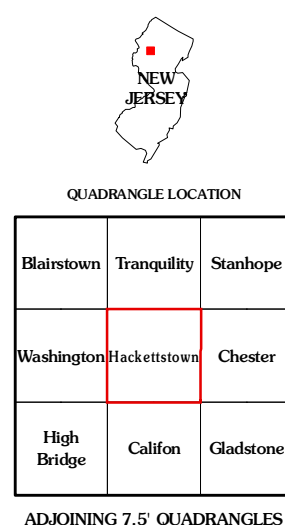 NEW
JERSEY
QUADRANGLE LOCATION
Blairstown Tranquility Stanhope
Washington Hackettstown Chester
High
Bridge Califon Gladstone
ADJOINING 7.5' QUADRANGLES